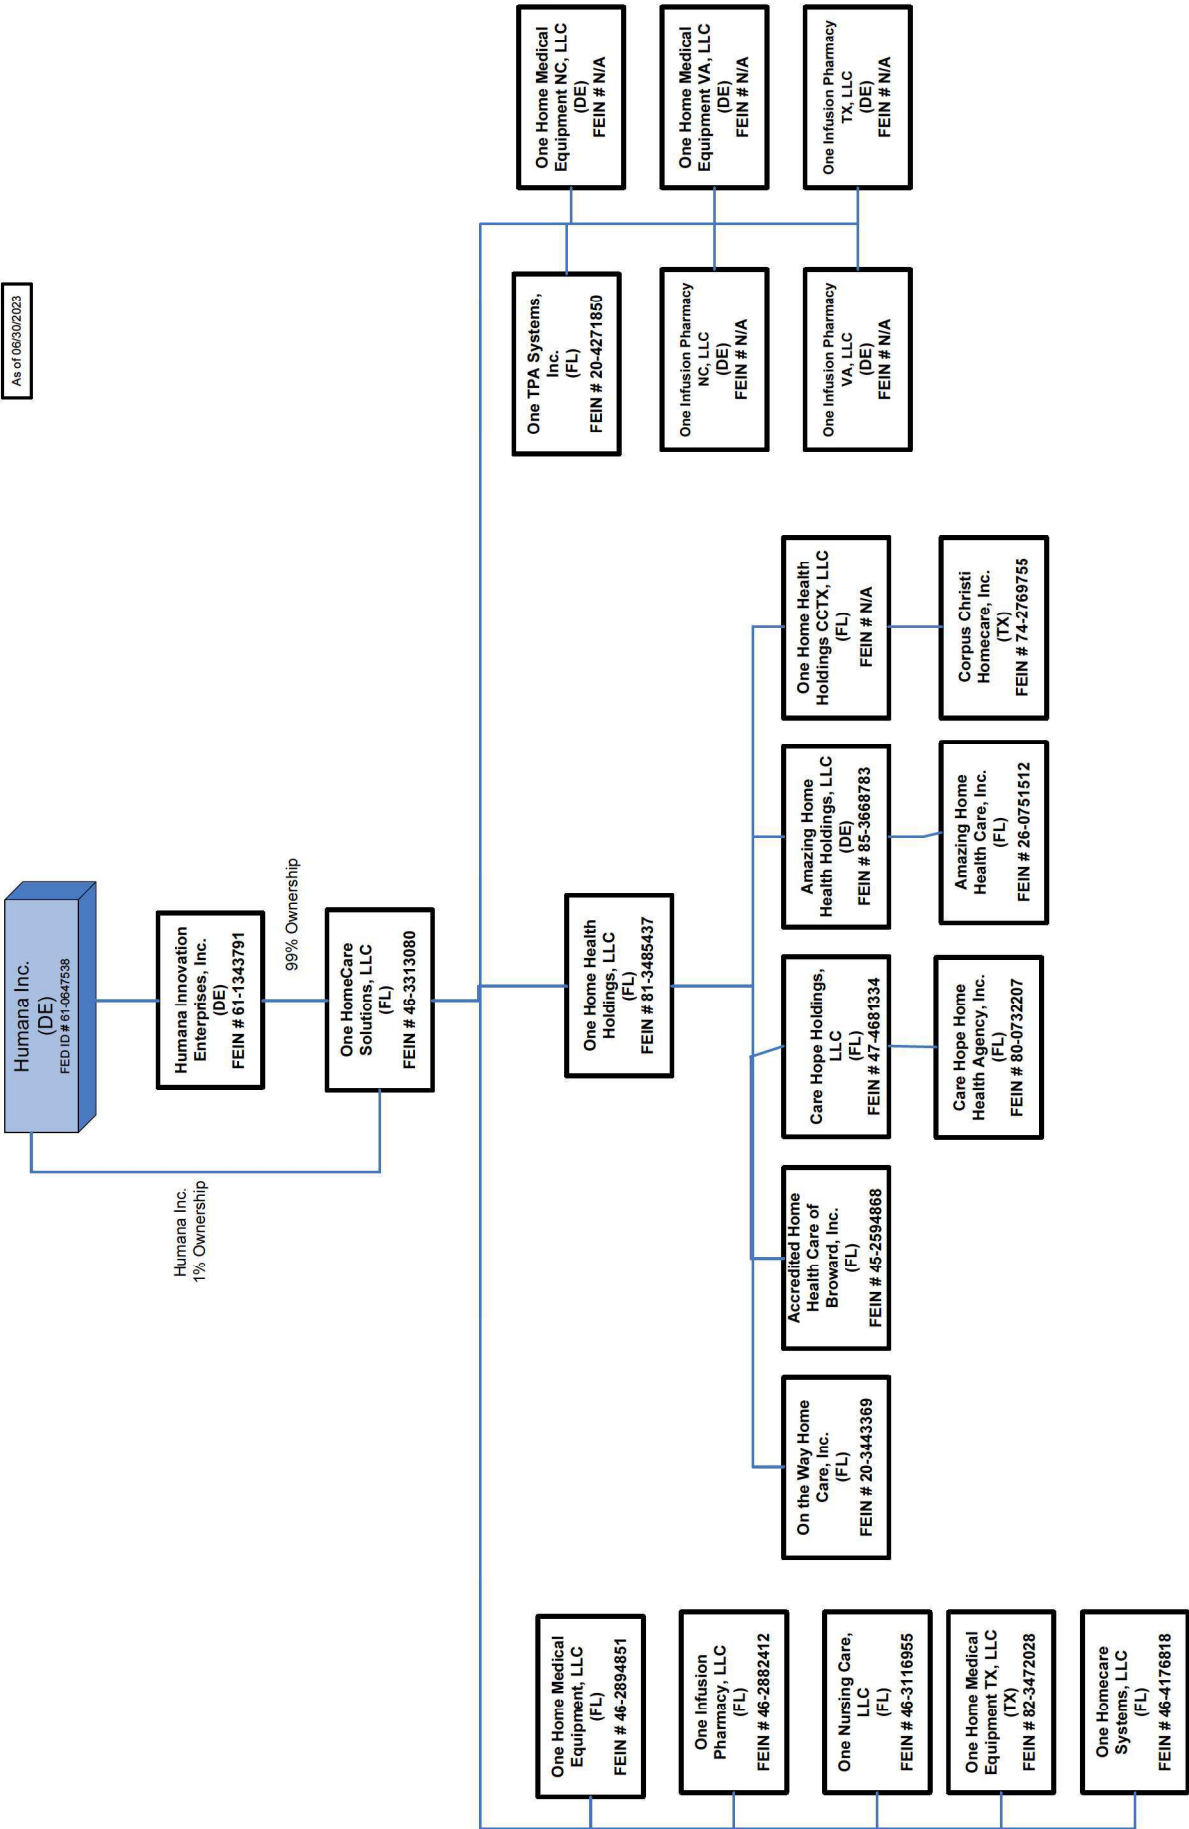 As of 06/30/2023
Humana Inc.
(DE)
FED ID # 61-0647538
Humana Inc.
1% Ownership
Humana Innovation
Enterprises, Inc.
(DE)
FEIN # 61-1343791
99% Ownership
One HomeCare
Solutions, LLC
(FL)
FEIN # 46-3313080
One Home Medical
Equipment, LLC
(FL)
FEIN # 46-2894851
One Infusion
Pharmacy, LLC
(FL)
FEIN # 46-2882412
One Nursing Care,
LLC
(FL)
FEIN # 46-3116955
One Home Medical
Equipment TX, LLC
(TX)
FEIN # 82-3472028
One Homecare
Systems, LLC
(FL)
FEIN # 46-4176818
One Home Health
Holdings, LLC
(FL)
FEIN # 81-3485437
On the Way Home
Care, Inc.
(FL)
FEIN # 20-3443369
Accredited Home
Health Care of
Broward, Inc.
(FL)
FEIN # 45-2594868
Care Hope Holdings,
LLC
(FL)
FEIN # 47-4681334
Care Hope Home
Health Agency, Inc.
(FL)
FEIN # 80-0732207
Amazing Home
Health Holdings, LLC
(DE)
FEIN # 85-3668783
Amazing Home
Health Care, Inc.
(FL)
FEIN # 26-0751512
One Home Health
Holdings CCTX, LLC
(FL)
FEIN # N/A
Corpus Christi
Homecare, Inc.
(TX)
FEIN # 74-2769755
One TPA Systems,
Inc.
(FL)
FEIN # 20-4271850
One Home Medical
Equipment NC, LLC
(DE)
FEIN # N/A
One Infusion Pharmacy
NC, LLC
(DE)
FEIN # N/A
One Home Medical
Equipment VA, LLC
(DE)
FEIN # N/A
One Infusion Pharmacy
VA, LLC
(DE)
FEIN # N/A
One Infusion Pharmacy
TX, LLC
(DE)
FEIN # N/A